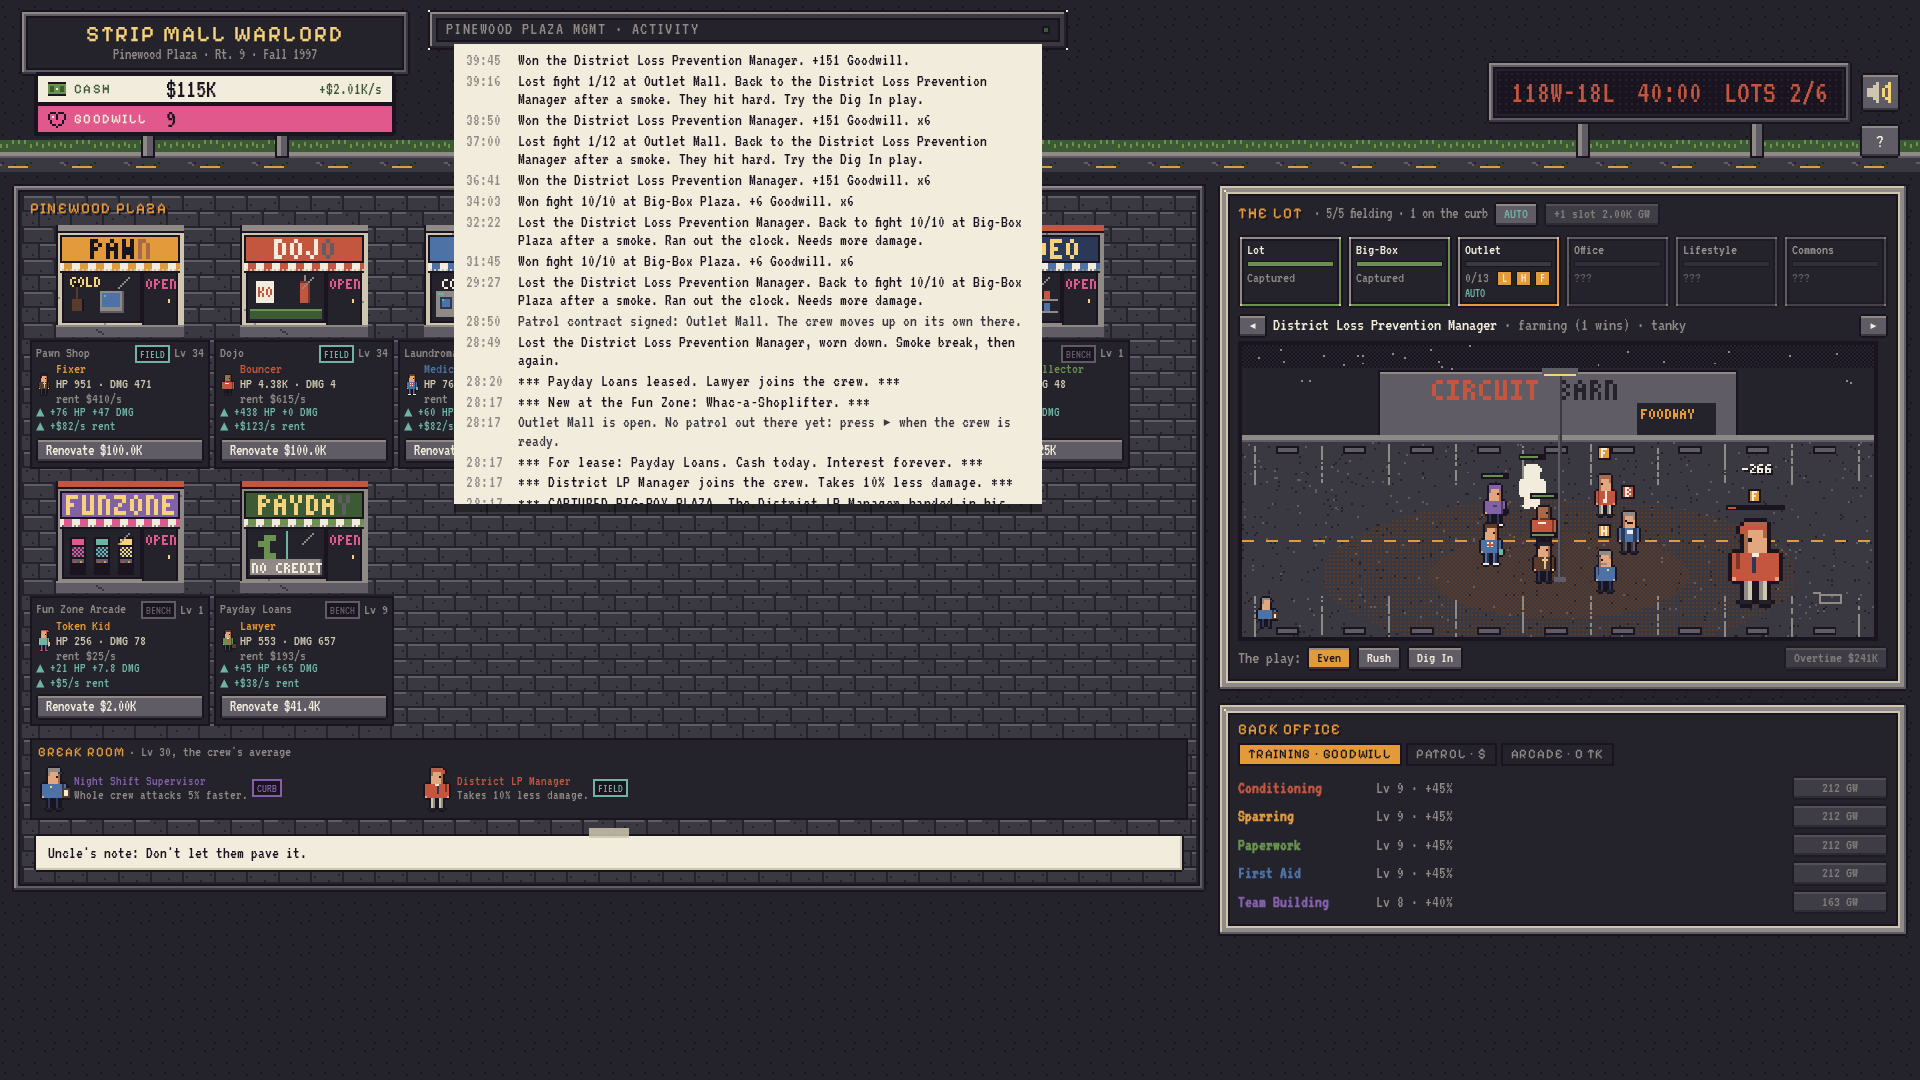 STRIP MALL WARLORD
Pinewood Plaza · Rt. 9 · Fall 1997
CASH $115K +$2.01K/s
GOODWILL 9
PINEWOOD PLAZA MGMT · ACTIVITY
39:45 Won the District Loss Prevention Manager. +151 Goodwill.
39:16 Lost fight 1/12 at Outlet Mall. Back to the District Loss Prevention
Manager after a smoke. They hit hard. Try the Dig In play.
38:50 Won the District Loss Prevention Manager. +151 Goodwill. x6
37:00 Lost fight 1/12 at Outlet Mall. Back to the District Loss Prevention
Manager after a smoke. They hit hard. Try the Dig In play.
36:41 Won the District Loss Prevention Manager. +151 Goodwill. x6
34:03 Won fight 10/10 at Big-Box Plaza. +6 Goodwill. x6
32:22 Lost the District Loss Prevention Manager. Back to fight 10/10 at Big-Box
Plaza after a smoke. Ran out the clock. Needs more damage.
31:45 Won fight 10/10 at Big-Box Plaza. +6 Goodwill. x6
29:27 Lost the District Loss Prevention Manager. Back to fight 10/10 at Big-Box
Plaza after a smoke. Ran out the clock. Needs more damage.
28:50 Patrol contract signed: Outlet Mall. The crew moves up on its own there.
28:49 Lost the District Loss Prevention Manager, worn down. Smoke break, then
again.
28:20 *** Payday Loans leased. Lawyer joins the crew. ***
28:17 *** New at the Fun Zone: Whac-a-Shoplifter. ***
28:17 Outlet Mall is open. No patrol out there yet: press ► when the crew is
ready.
28:17 *** For lease: Payday Loans. Cash today. Interest forever. ***
28:17 *** District LP Manager joins the crew. Takes 10% less damage. ***
28:17 *** CAPTURED BIG-BOX PLAZA. The District LP Manager handed in his
118W-18L 40:00 LOTS 2/6
?
PINEWOOD PLAZA
PAWN
GOLD
OPEN
DOJO
KO
OPEN
OPEN
Pawn Shop FIELD Lv 34
Fixer
HP 951 · DMG 471
rent $410/s
▲ +76 HP +47 DMG
▲ +$82/s rent
Renovate $100.0K
Dojo FIELD Lv 34
Bouncer
HP 4.38K · DMG 4
rent $615/s
▲ +438 HP +0 DMG
▲ +$123/s rent
Renovate $100.0K
BENCH Lv 1
FUNZONE
OPEN
PAYDAY
NO CREDIT
OPEN
Fun Zone Arcade BENCH Lv 1
Token Kid
HP 256 · DMG 78
rent $25/s
▲ +21 HP +7.8 DMG
▲ +$5/s rent
Renovate $2.00K
Payday Loans BENCH Lv 9
Lawyer
HP 553 · DMG 657
rent $193/s
▲ +45 HP +65 DMG
▲ +$38/s rent
Renovate $41.4K
BREAK ROOM · Lv 30, the crew's average
Night Shift Supervisor
Whole crew attacks 5% faster. CURB
District LP Manager
Takes 10% less damage. FIELD
Uncle's note: Don't let them pave it.
THE LOT · 5/5 fielding · 1 on the curb AUTO +1 slot 2.00K GW
Lot
Captured
Big-Box
Captured
Outlet
0/13 L H F
AUTO
Office
???
Lifestyle
???
Commons
???
◄ District Loss Prevention Manager · farming (1 wins) · tanky ►
CIRCUIT BARN
FOODWAY
F
-266
B
F
H
The play: Even Rush Dig In Overtime $241K
BACK OFFICE
TRAINING · GOODWILL PATROL · $ ARCADE · 0 TK
Conditioning Lv 9 · +45% 212 GW
Sparring Lv 9 · +45% 212 GW
Paperwork Lv 9 · +45% 212 GW
First Aid Lv 9 · +45% 212 GW
Team Building Lv 8 · +40% 163 GW